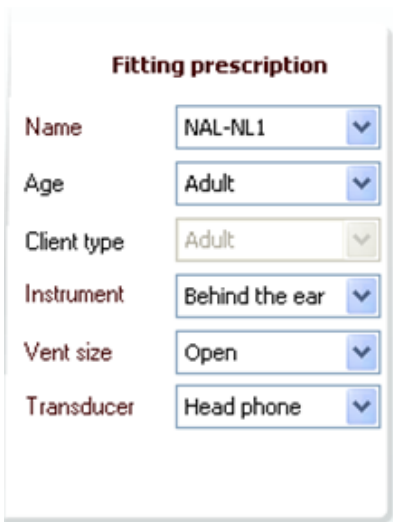 Fitting prescription
Name NAL-NL1
Age Adult
Client type Adult
Instrument Behind the ear
Vent size Open
Transducer Head phone